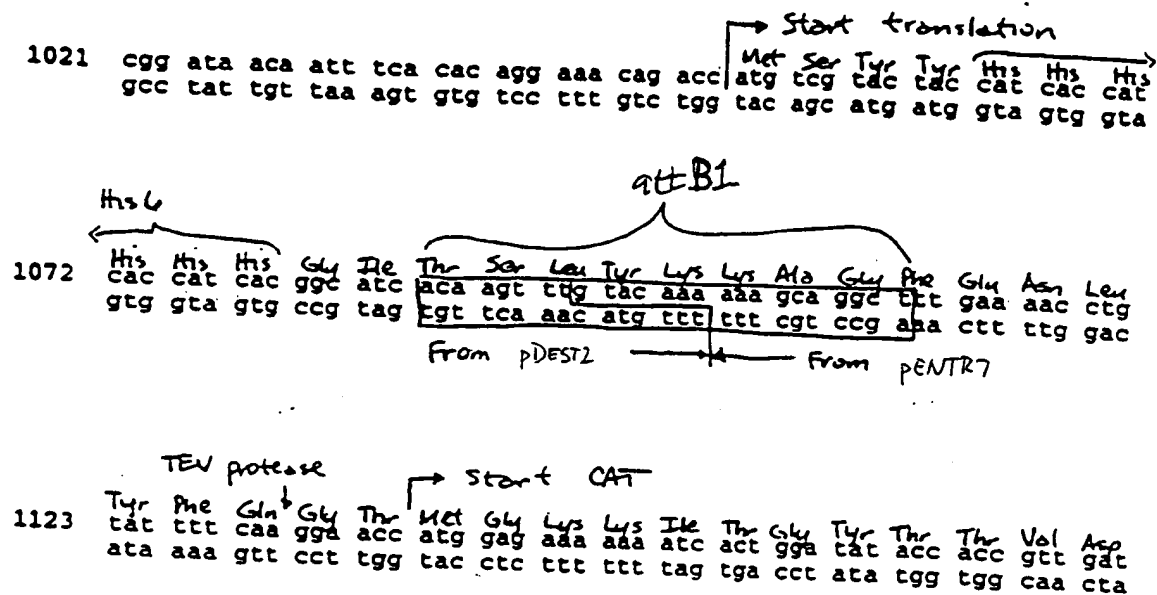 Start translation
Met Ser Tyr Tyr His His His
1021 cgg ata aca att tca cac agg aaa cag acc atg tcg tac tac cat cac cat
gcc tat tgt taa agt gtg tcc ttt gtc tgg tac agc atg atg gta gtg gta
attB1
His6
His His His Gly Ile Thr Ser Leu Tyr Lys Lys Ala Gly Phe Glu Asn Leu
1072 cac cat cac ggc atc aca agt ttg tac aaa aaa gca ggc ttt gaa aac ctg
gtg gta gtg ccg tag tgt tca aac atg ttt ttt cgt ccg aaa ctt ttg gac
From pDEST2 From pENTR7
TEV protease Start CAT
Tyr Phe Gln Gly Thr Met Gly Lys Lys Ile Thr Gly Tyr Thr Thr Val Asp
1123 tat ttt caa gga acc atg gag aaa aaa atc act gga tat acc acc gtt gat
ata aaa gtt cct tgg tac ctc ttt ttt tag tga cct ata tgg tgg caa cta